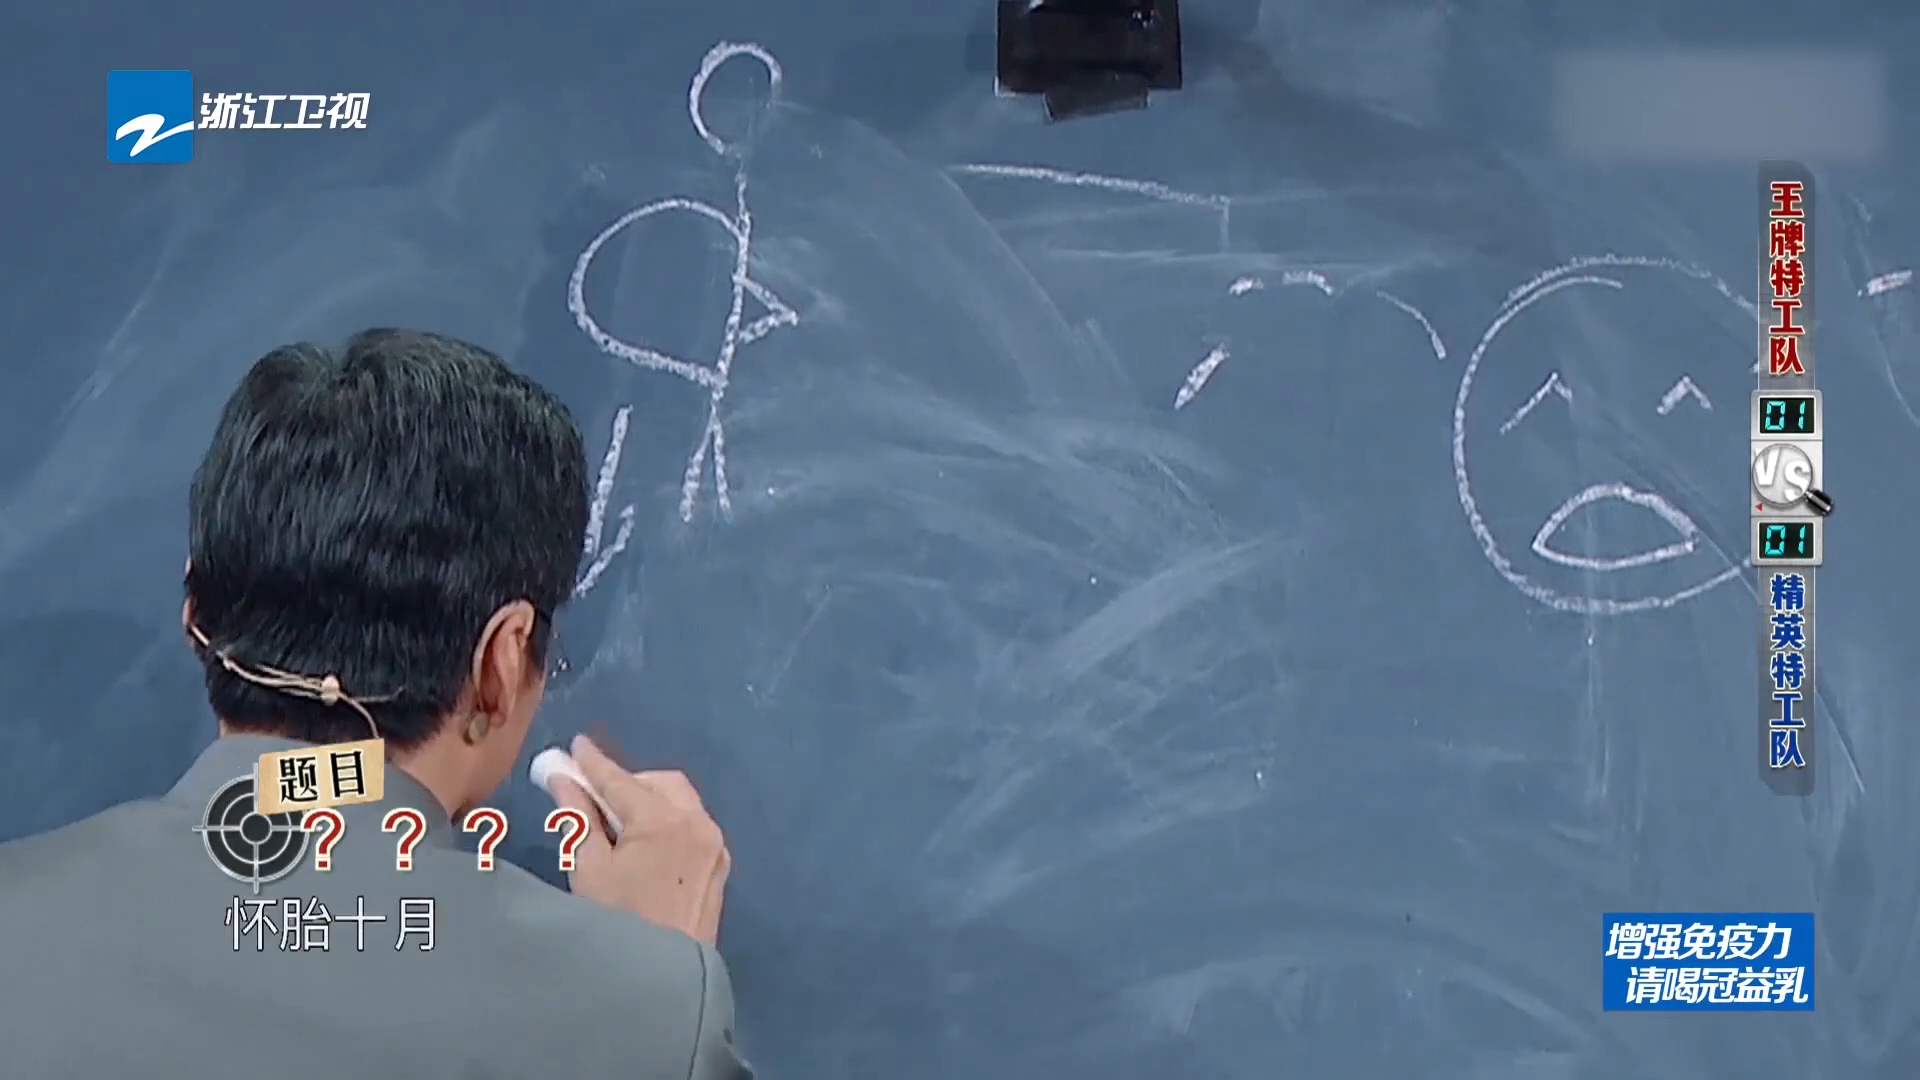 浙江卫视
王牌特工队
01
VS
01
精英特工队
题目
? ? ? ?
怀胎十月
增强免疫力
请喝冠益乳